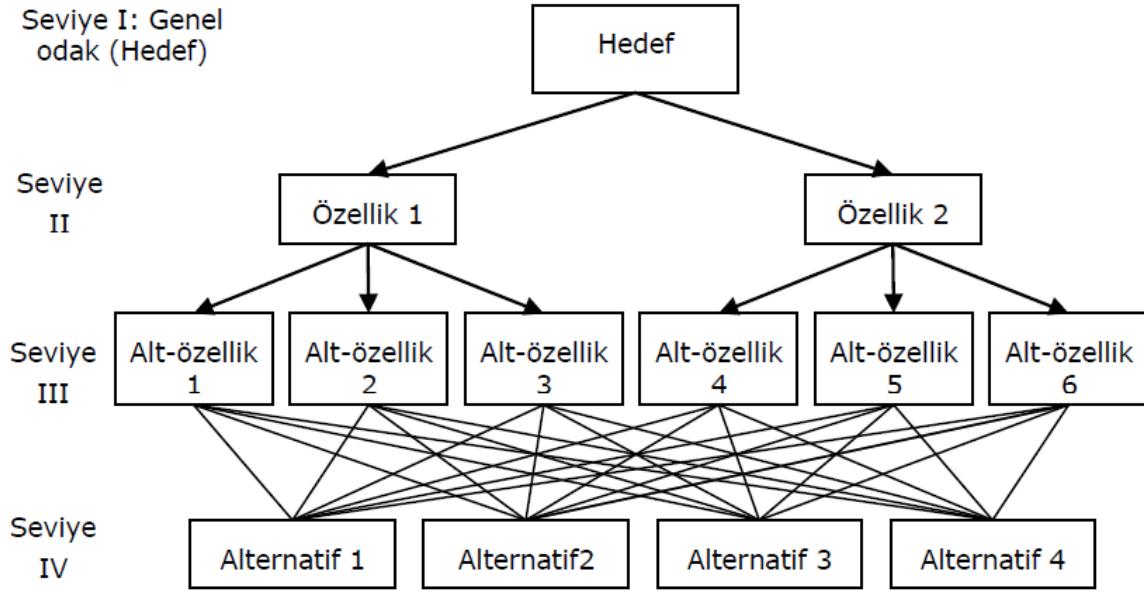 Seviye I: Genel
odak (Hedef)
Hedef
Seviye
II
Özellik 1
Özellik 2
Seviye
III
Alt-özellik
1
Alt-özellik
2
Alt-özellik
3
Alt-özellik
4
Alt-özellik
5
Alt-özellik
6
Seviye
IV
Alternatif 1
Alternatif2
Alternatif 3
Alternatif 4